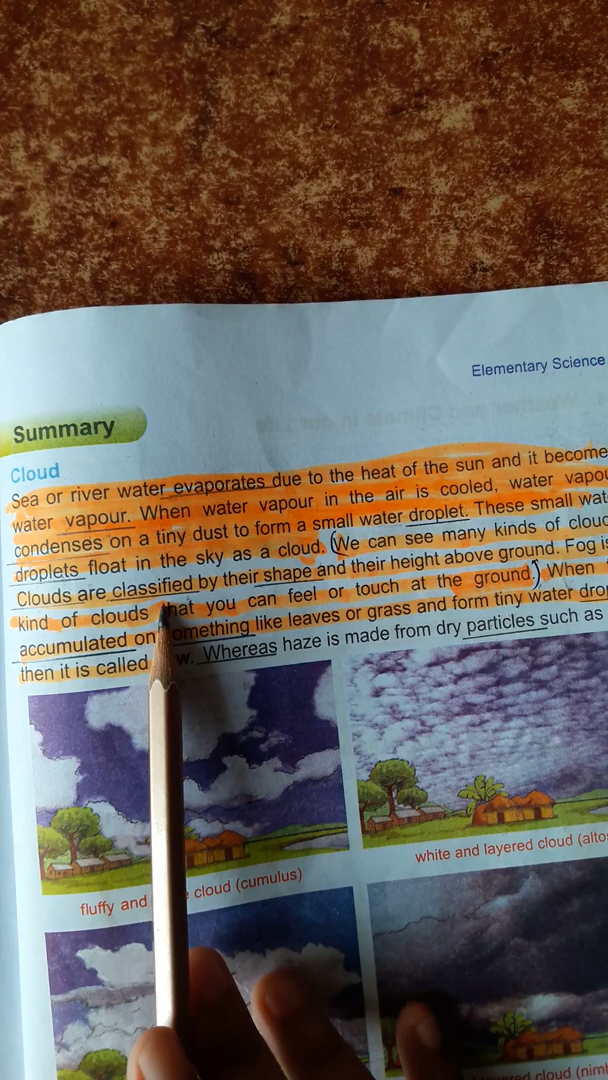 Elementary Science
Summary
Cloud
Sea or river water evaporates due to the heat of the sun and it become
water vapour. When water vapour in the air is cooled, water vapou
condenses on a tiny dust to form a small water droplet. These small wat
droplets float in the sky as a cloud. (We can see many kinds of cloud
Clouds are classified by their shape and their height above ground. Fog is
kind of clouds that you can feel or touch at the ground.) When
accumulated on omething like leaves or grass and form tiny water dro
then it is called w. Whereas haze is made from dry particles such as
fluffy and e cloud (cumulus)
white and layered cloud (altos
ered cloud (nim